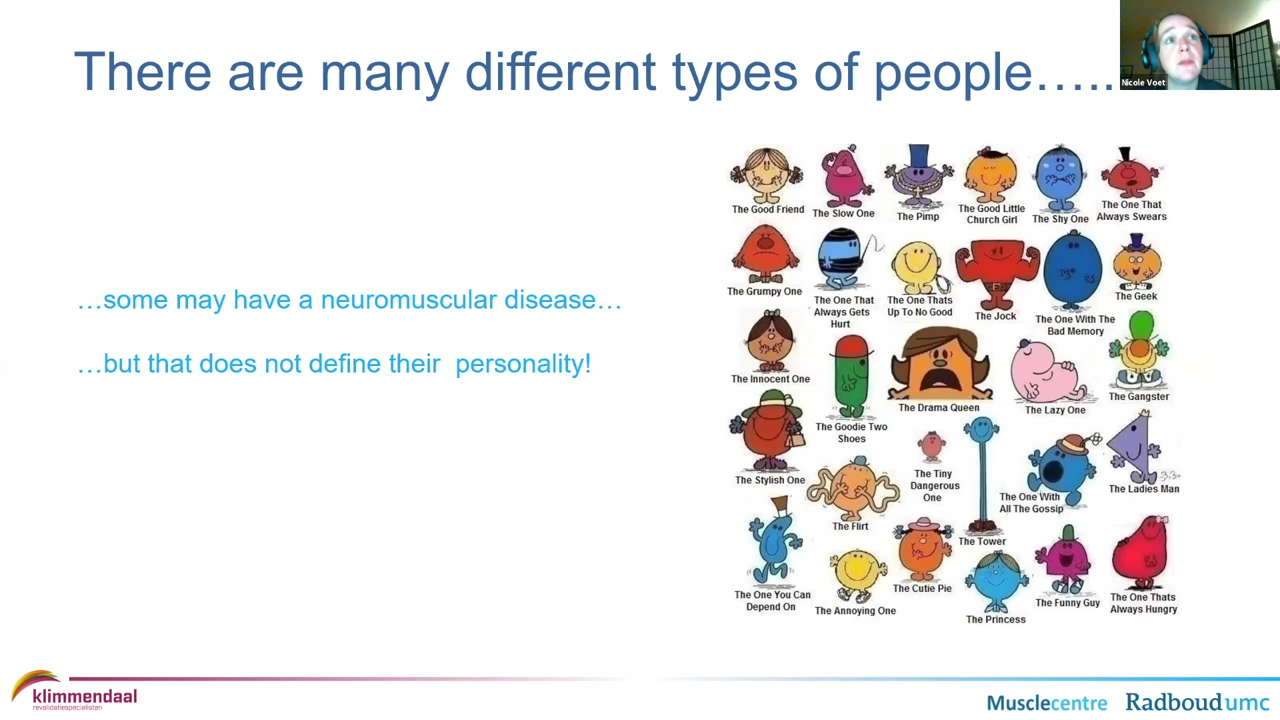 There are many different types of people…..
Nicole Voet
…some may have a neuromuscular disease…
…but that does not define their  personality!
The Good Friend
The Slow One
The Pimp
The Good Little
Church Girl
The Shy One
The One That
Always Swears
The Grumpy One
The One That
Always Gets
Hurt
The One Thats
Up To No Good
The Jock
The One With The
Bad Memory
The Geek
The Innocent One
The Goodie Two
Shoes
The Drama Queen
The Lazy One
The Gangster
The Stylish One
The Flirt
The Tiny
Dangerous
One
The Tower
The One With
All The Gossip
The Ladies Man
The One You Can
Depend On
The Annoying One
The Cutie Pie
The Princess
The Funny Guy
The One Thats
Always Hungry
klimmendaal
revalidatiespecialisten
Musclecentre
Radboudumc